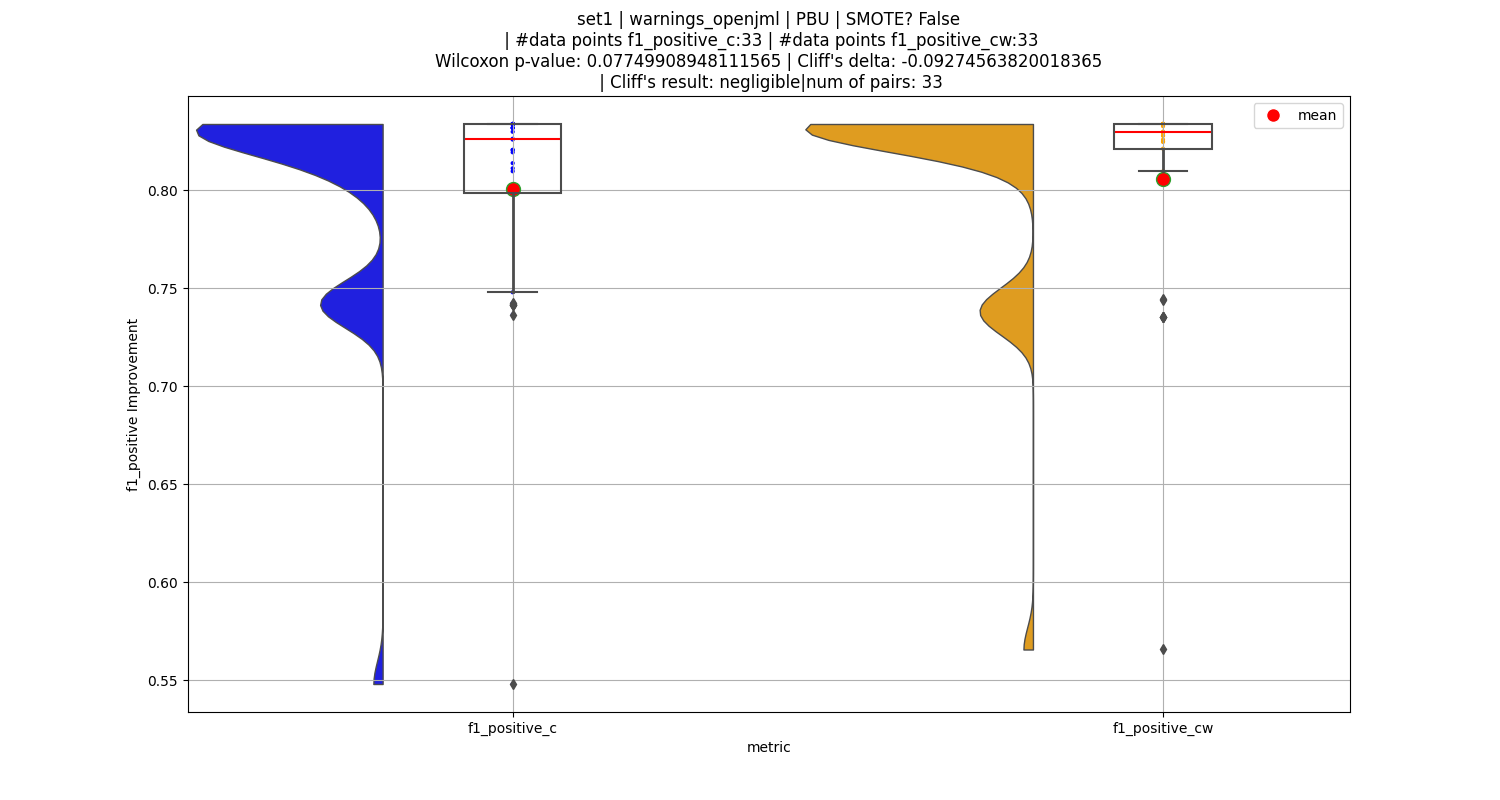 set1 | warnings_openjml | PBU | SMOTE? False
| #data points f1_positive_c:33 | #data points f1_positive_cw:33
Wilcoxon p-value: 0.07749908948111565 | Cliff's delta: -0.09274563820018365
| Cliff's result: negligible|num of pairs: 33
mean
0.80
0.75
0.70
0.65
0.60
0.55
f1_positive Improvement
f1_positive_c
f1_positive_cw
metric